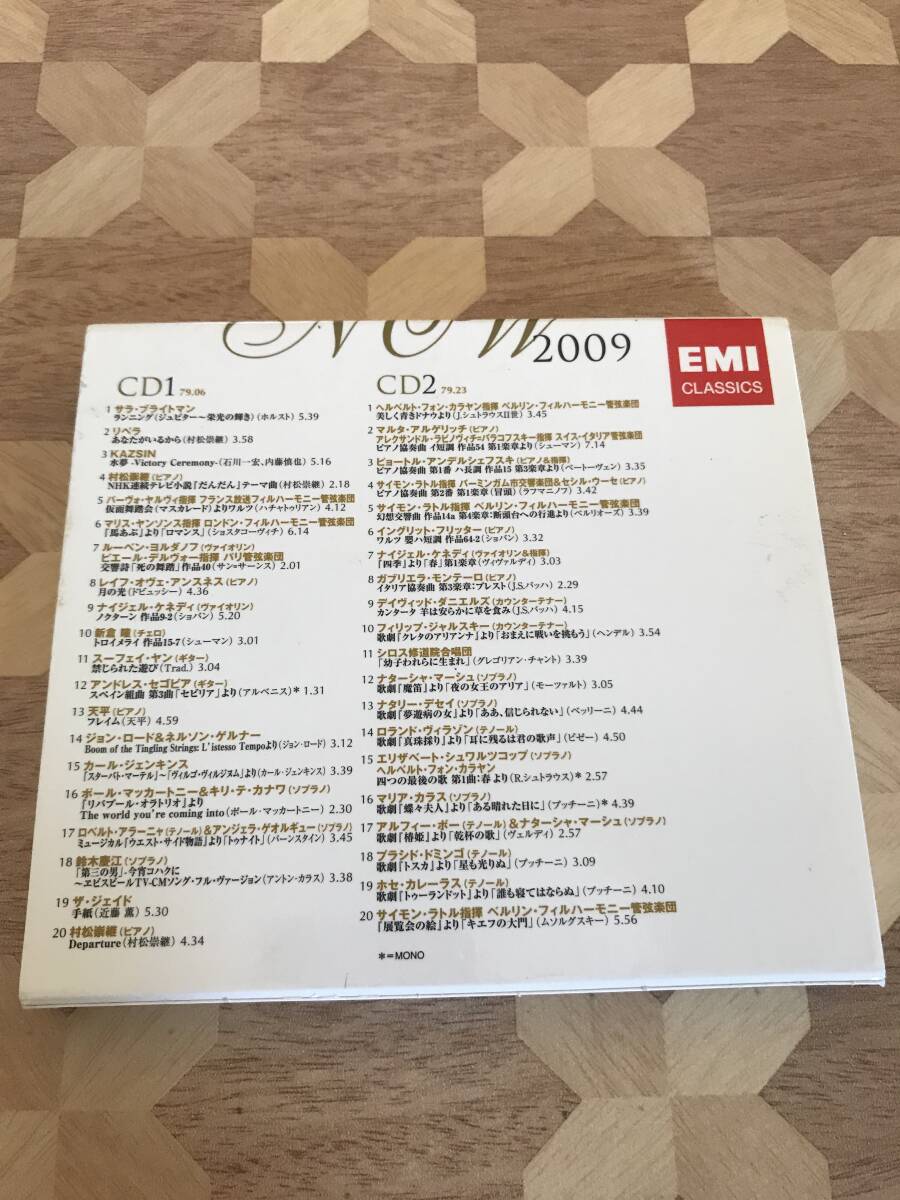 NOW
2009
EMI
CLASSICS
CD1 79.06
1 サラ・ブライトマン
ランニング(ジュピター～栄光の輝き)(ホルスト) 5.39
2 リベラ
あなたがいるから(村松崇継) 3.58
3 KAZSIN
水夢 -Victory Ceremony-(石川一宏、内藤慎也) 5.16
4 村松崇継(ピアノ)
NHK連続テレビ小説「だんだん」テーマ曲(村松崇継) 2.18
5 パーヴォ・ヤルヴィ指揮 フランス放送フィルハーモニー管弦楽団
仮面舞踏会(マスカレード)よりワルツ(ハチャトゥリアン) 4.12
6 マリス・ヤンソンス指揮 ロンドン・フィルハーモニー管弦楽団
『馬あぶ』より「ロマンス」(ショスタコーヴィチ) 6.14
7 ルーベン・ヨルダノフ(ヴァイオリン)
ピエール・デルヴォー指揮 パリ管弦楽団
交響詩「死の舞踏」作品40(サン=サーンス) 2.01
8 レイフ・オヴェ・アンスネス(ピアノ)
月の光(ドビュッシー) 4.36
9 ナイジェル・ケネディ(ヴァイオリン)
ノクターン 作品9-2(ショパン) 5.20
10 新倉 瞳(チェロ)
トロイメライ 作品15-7(シューマン) 3.01
11 スーフェイ・ヤン(ギター)
禁じられた遊び(Trad.) 3.04
12 アンドレス・セゴビア(ギター)
スペイン組曲 第3曲「セビリア」より(アルベニス)* 1.31
13 天平(ピアノ)
フレイム(天平) 4.59
14 ジョン・ロード&ネルソン・ゲルナー
Boom of the Tingling Strings: L'istesso Tempoより(ジョン・ロード) 3.12
15 カール・ジェンキンス
「スターバト・マーテル」～「ヴィルゴ・ヴィルジヌム」より(カール・ジェンキンス) 3.39
16 ポール・マッカートニー&キリ・テ・カナワ(ソプラノ)
『リバプール・オラトリオ』より
The world you're coming into(ポール・マッカートニー) 2.30
17 ロベルト・アラーニャ(テノール)&アンジェラ・ゲオルギュー(ソプラノ)
ミュージカル「ウエスト・サイド物語」より「トゥナイト」(バーンスタイン) 3.45
18 鈴木慶江(ソプラノ)
「第三の男」-今宵コハクに
～エビスビールTV-CMソング・フル・ヴァージョン(アントン・カラス) 3.38
19 ザ・ジェイド
手紙(近藤 薫) 5.30
20 村松崇継(ピアノ)
Departure(村松崇継) 4.34
CD2 79.23
1 ヘルベルト・フォン・カラヤン指揮 ベルリン・フィルハーモニー管弦楽団
美しく青きドナウより(J.シュトラウスII世) 3.45
2 マルタ・アルゲリッチ(ピアノ)
アレクサンドル・ラビノヴィチ=バラコフスキー指揮 スイス・イタリア管弦楽団
ピアノ協奏曲 イ短調 作品54 第1楽章より(シューマン) 7.14
3 ピョートル・アンデルシェフスキ(ピアノ&指揮)
ピアノ協奏曲 第1番 ハ長調 作品15 第3楽章より(ベートーヴェン) 3.35
4 サイモン・ラトル指揮 バーミンガム市交響楽団&セシル・ウーセ(ピアノ)
ピアノ協奏曲 第2番 第1楽章(冒頭)(ラフマニノフ) 3.42
5 サイモン・ラトル指揮 ベルリン・フィルハーモニー管弦楽団
幻想交響曲 作品14a 第4楽章:断頭台への行進より(ベルリオーズ) 3.39
6 イングリット・フリッター(ピアノ)
ワルツ 嬰ハ短調 作品64-2(ショパン) 3.32
7 ナイジェル・ケネディ(ヴァイオリン&指揮)
「四季」より「春」第1楽章(ヴィヴァルディ) 3.03
8 ガブリエラ・モンテーロ(ピアノ)
イタリア協奏曲 第3楽章:プレスト(J.S.バッハ) 2.29
9 デイヴィッド・ダニエルズ(カウンターテナー)
カンタータ 羊は安らかに草を食み(J.S.バッハ) 4.15
10 フィリップ・ジャルスキー(カウンターテナー)
歌劇『クレタのアリアンナ』より「おまえに戦いを挑もう」(ヘンデル) 3.54
11 シロス修道院合唱団
「幼子われらに生まれ」(グレゴリアン・チャント) 3.39
12 ナターシャ・マーシュ(ソプラノ)
歌劇『魔笛』より「夜の女王のアリア」(モーツァルト) 3.05
13 ナタリー・デセイ(ソプラノ)
歌劇『夢遊病の女』より「ああ、信じられない」(ベッリーニ) 4.44
14 ロランド・ヴィラゾン(テノール)
歌劇『真珠採り』より「耳に残るは君の歌声」(ビゼー) 4.50
15 エリザベート・シュワルツコップ(ソプラノ)
ヘルベルト・フォン・カラヤン
四つの最後の歌 第1曲:春より(R.シュトラウス)* 2.57
16 マリア・カラス(ソプラノ)
歌劇『蝶々夫人』より「ある晴れた日に」(プッチーニ)* 4.39
17 アルフィー・ボー(テノール)&ナターシャ・マーシュ(ソプラノ)
歌劇『椿姫』より「乾杯の歌」(ヴェルディ) 2.57
18 プラシド・ドミンゴ(テノール)
歌劇『トスカ』より「星も光りぬ」(プッチーニ) 3.09
19 ホセ・カレーラス(テノール)
歌劇『トゥーランドット』より「誰も寝てはならぬ」(プッチーニ) 4.10
20 サイモン・ラトル指揮 ベルリン・フィルハーモニー管弦楽団
『展覧会の絵』より「キエフの大門」(ムソルグスキー) 5.56
*=MONO